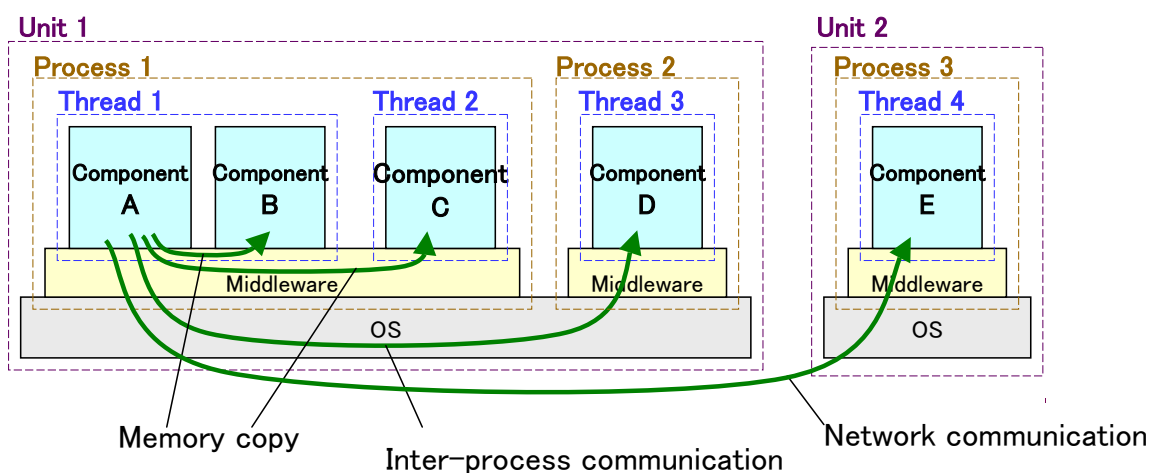 Unit 1
Unit 2
Process 1
Process 2
Process 3
Thread 1
Thread 2
Thread 3
Thread 4
Component
A
Component
B
Component
C
Component
D
Component
E
Middleware
Middleware
Middleware
OS
OS
Memory copy
Inter-process communication
Network communication